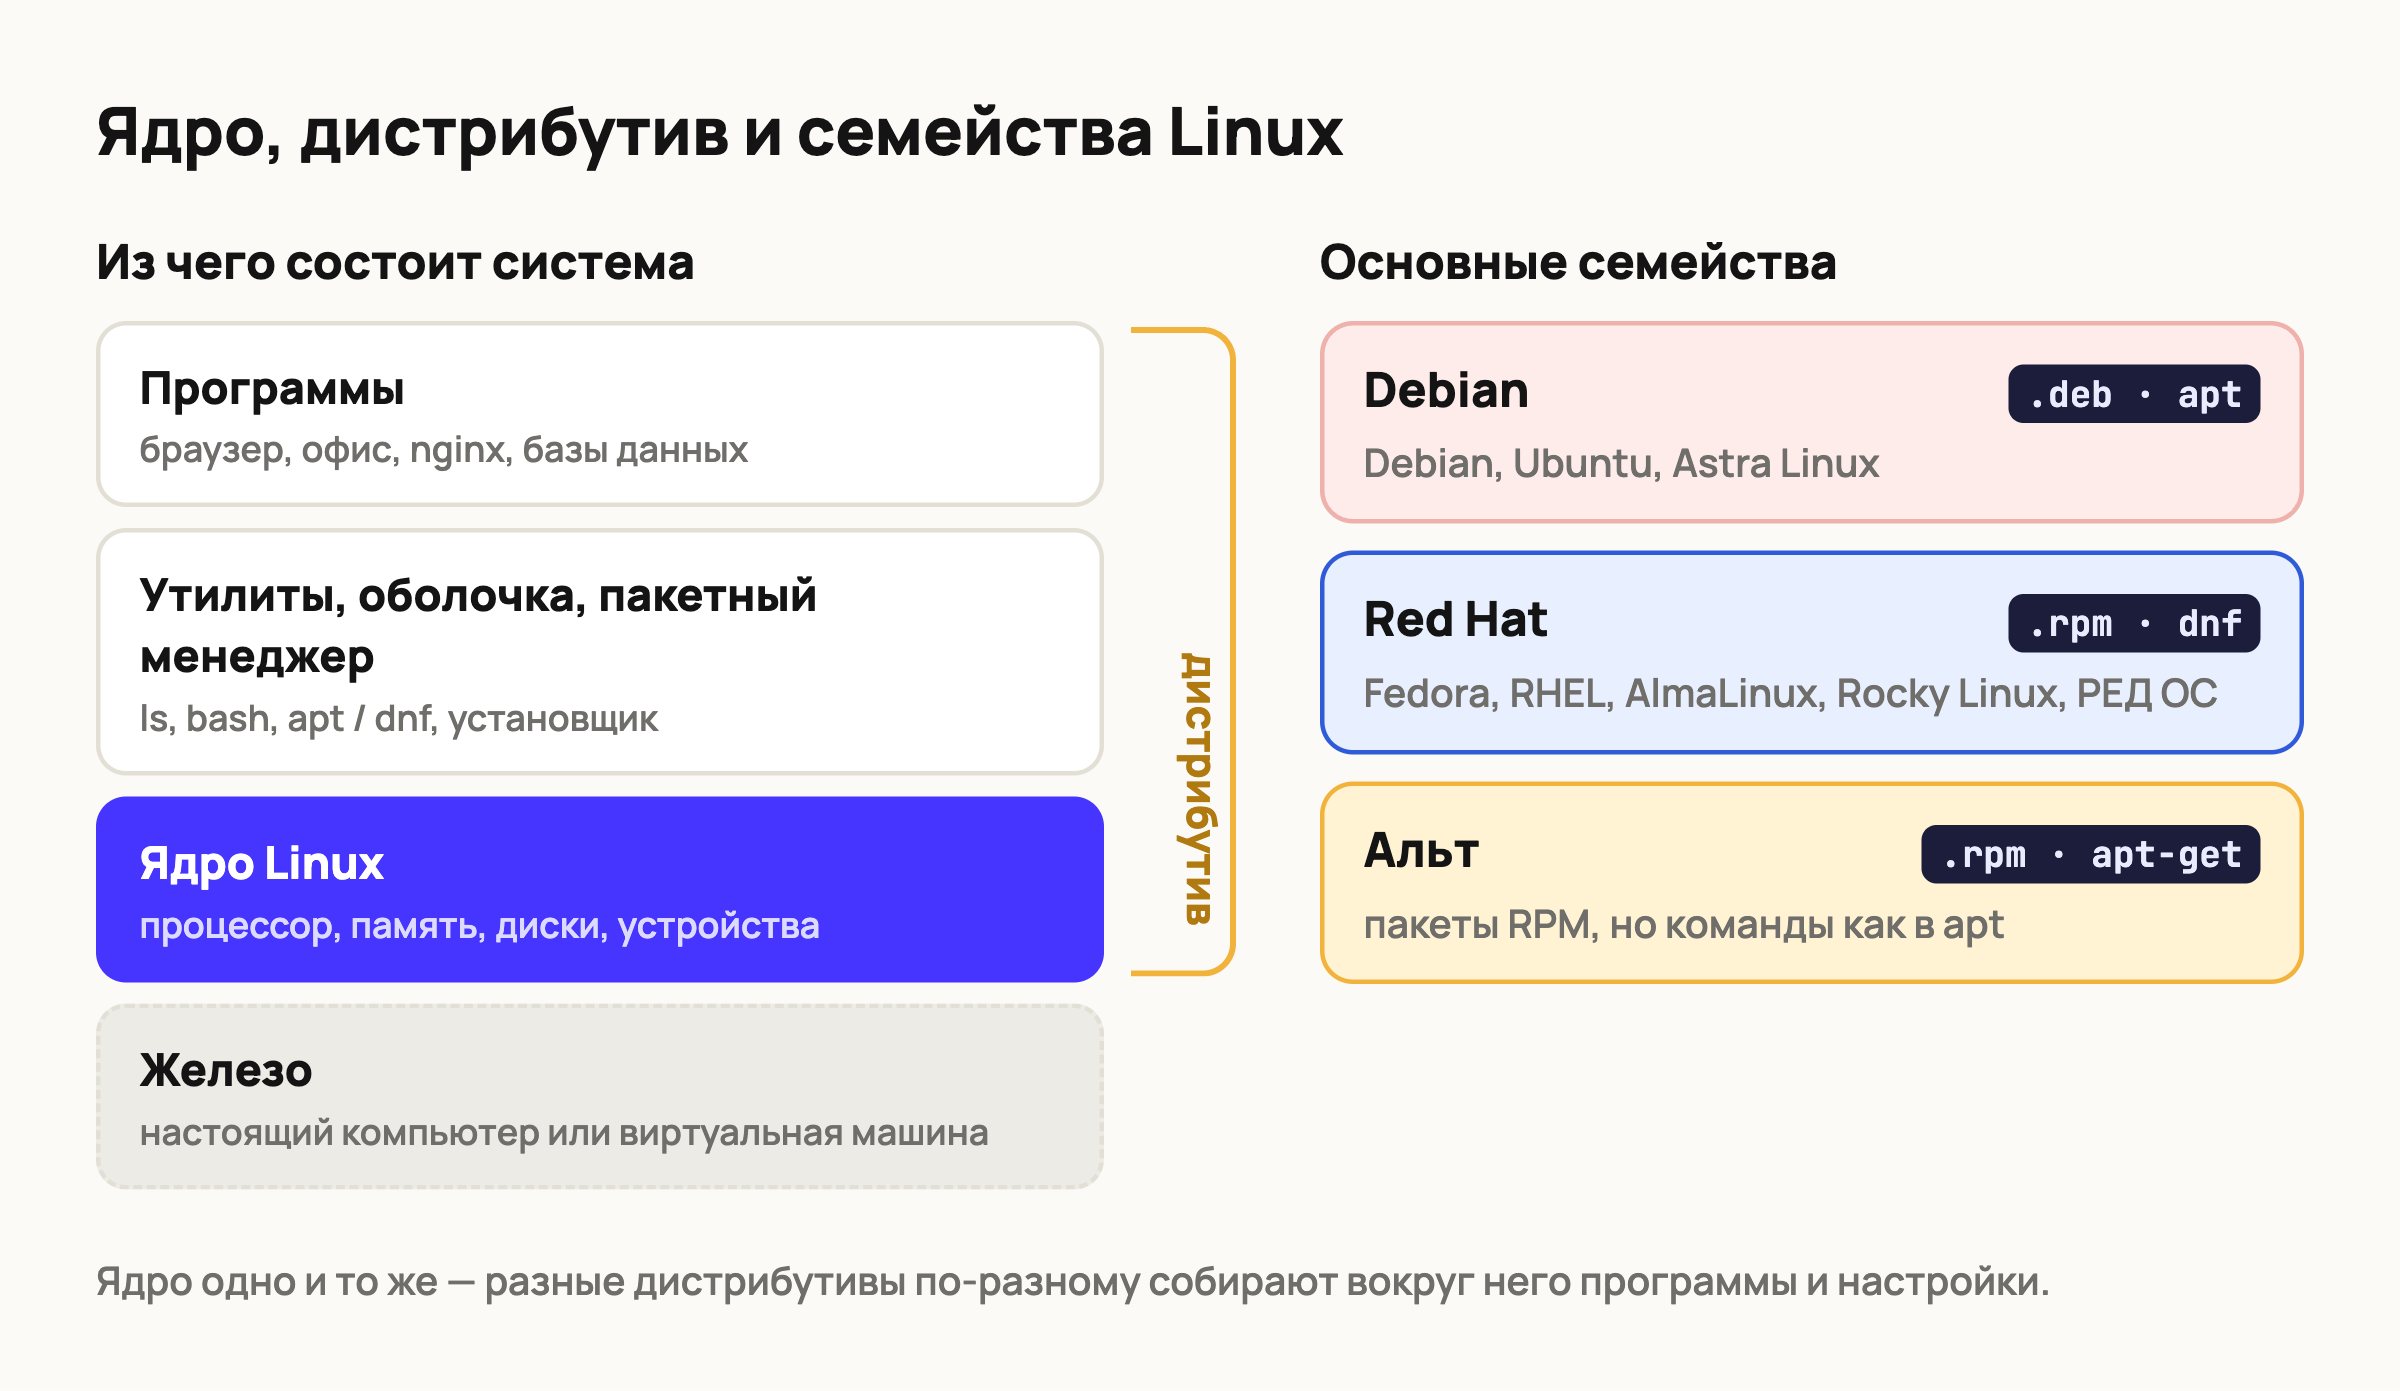 Ядро, дистрибутив и семейства Linux
Из чего состоит система
Программы
браузер, офис, nginx, базы данных
Утилиты, оболочка, пакетный
менеджер
ls, bash, apt / dnf, установщик
Ядро Linux
процессор, память, диски, устройства
Железо
настоящий компьютер или виртуальная машина
дистрибутив
Основные семейства
Debian
.deb · apt
Debian, Ubuntu, Astra Linux
Red Hat
.rpm · dnf
Fedora, RHEL, AlmaLinux, Rocky Linux, РЕД ОС
Альт
.rpm · apt-get
пакеты RPM, но команды как в apt
Ядро одно и то же — разные дистрибутивы по-разному собирают вокруг него программы и настройки.